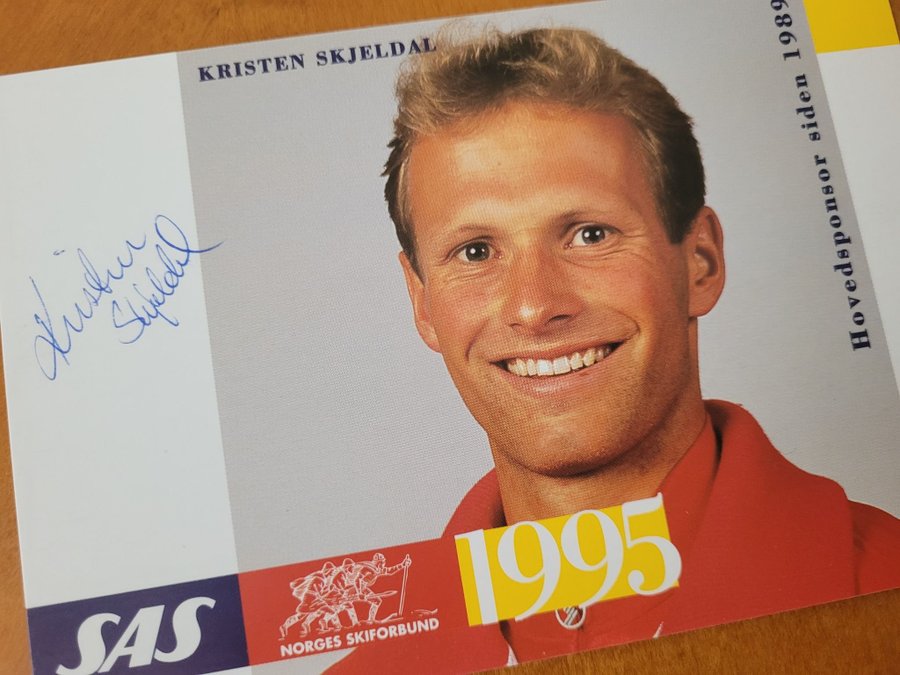 KRISTEN SKJELDAL
Hovedsponsor siden 1989
Kristen
Skjeldal
1995
SAS
NORGES SKIFORBUND